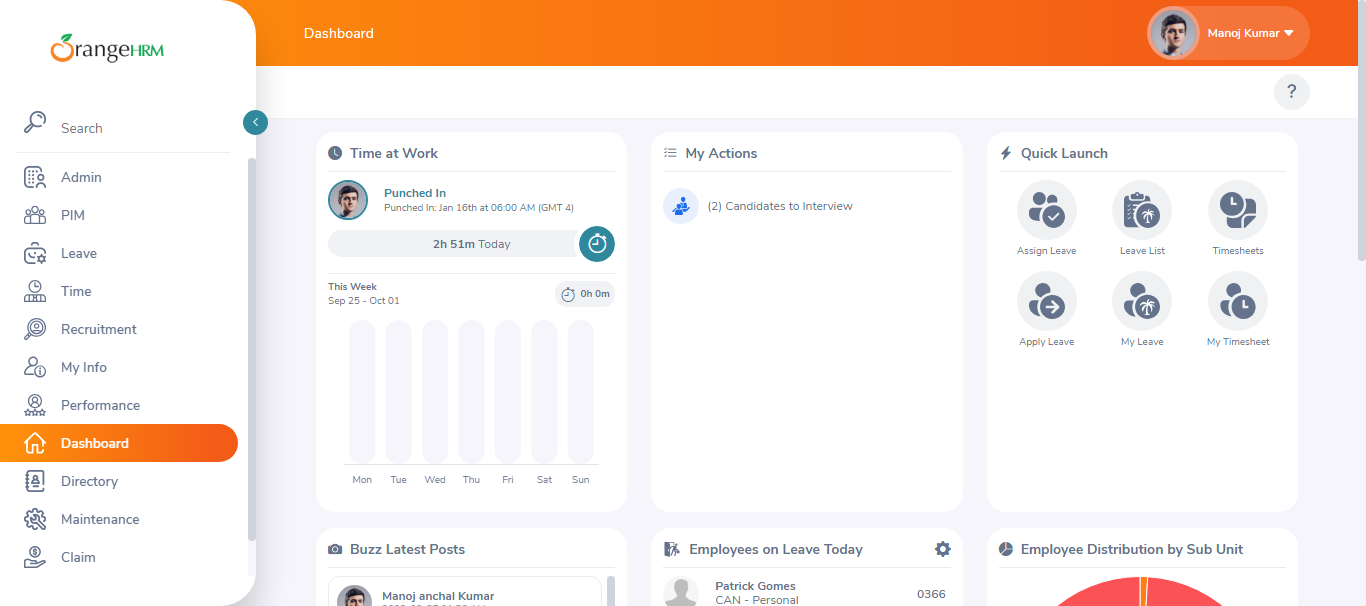 OrangeHRM
Dashboard
Manoj Kumar
?
Search
Admin
PIM
Leave
Time
Recruitment
My Info
Performance
Dashboard
Directory
Maintenance
Claim
Time at Work
Punched In
Punched In: Jan 16th at 06:00 AM (GMT 4)
2h 51m Today
This Week
Sep 25 - Oct 01
0h 0m
Mon Tue Wed Thu Fri Sat Sun
My Actions
(2) Candidates to Interview
Quick Launch
Assign Leave Leave List Timesheets
Apply Leave My Leave My Timesheet
Buzz Latest Posts
Manoj anchal Kumar
Employees on Leave Today
Patrick Gomes
CAN - Personal
0366
Employee Distribution by Sub Unit